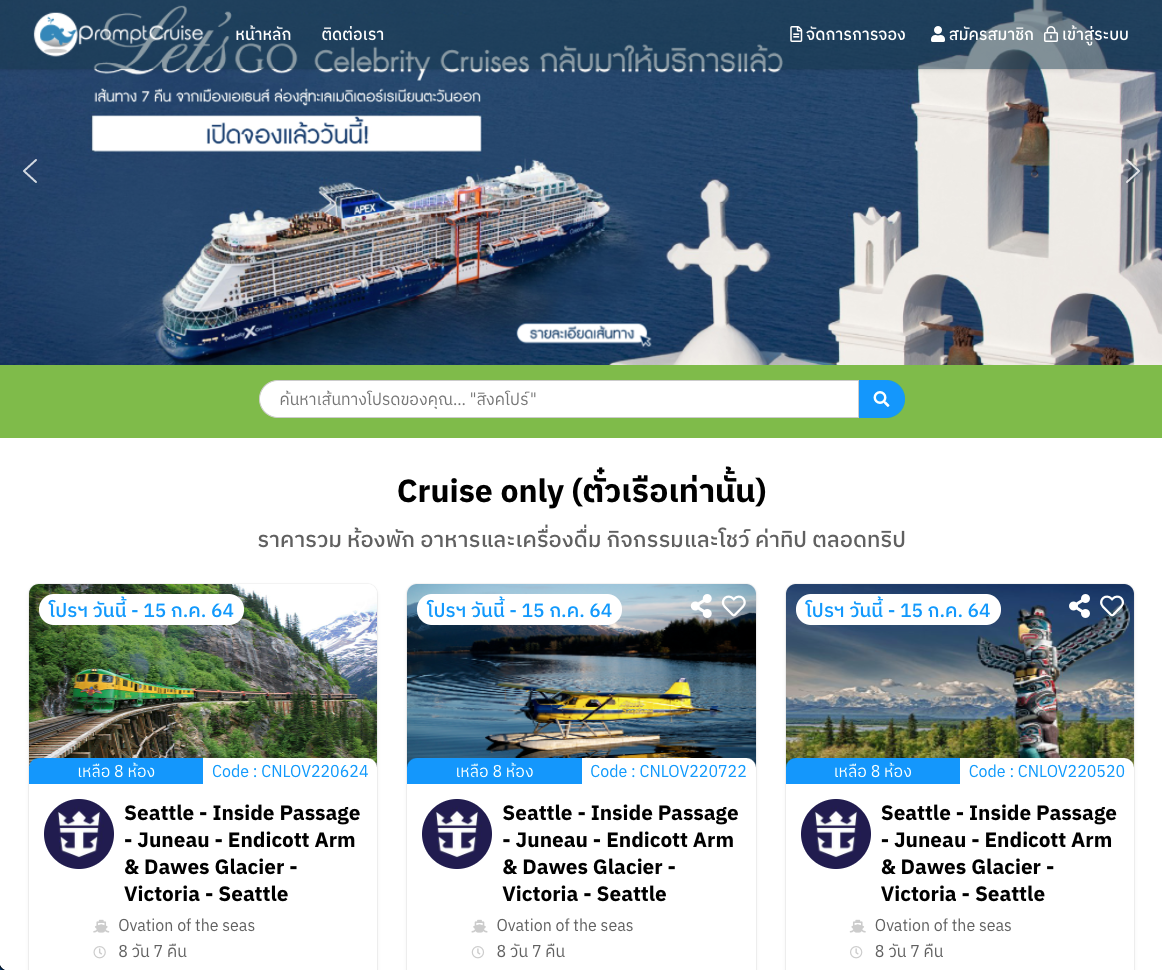 PromptCruise หน้าหลัก ติดต่อเรา จัดการการจอง สมัครสมาชิก เข้าสู่ระบบ
Let's GO Celebrity Cruises กลับมาให้บริการแล้ว
เส้นทาง 7 คืน จากเมืองเอเธนส์ ล่องสู่ทะเลเมดิเตอร์เรเนียนตะวันออก
เปิดจองแล้ววันนี้!
APEX
Celebrity X Cruises
รายละเอียดเส้นทาง
ค้นหาเส้นทางโปรดของคุณ... "สิงคโปร์"
Cruise only (ตั๋วเรือเท่านั้น)
ราคารวม ห้องพัก อาหารและเครื่องดื่ม กิจกรรมและโชว์ ค่าทิป ตลอดทริป
โปรฯ วันนี้ - 15 ก.ค. 64
เหลือ 8 ห้อง Code : CNLOV220624
Seattle - Inside Passage
- Juneau - Endicott Arm
& Dawes Glacier -
Victoria - Seattle
Ovation of the seas
8 วัน 7 คืน
โปรฯ วันนี้ - 15 ก.ค. 64
เหลือ 8 ห้อง Code : CNLOV220722
Seattle - Inside Passage
- Juneau - Endicott Arm
& Dawes Glacier -
Victoria - Seattle
Ovation of the seas
8 วัน 7 คืน
โปรฯ วันนี้ - 15 ก.ค. 64
เหลือ 8 ห้อง Code : CNLOV220520
Seattle - Inside Passage
- Juneau - Endicott Arm
& Dawes Glacier -
Victoria - Seattle
Ovation of the seas
8 วัน 7 คืน